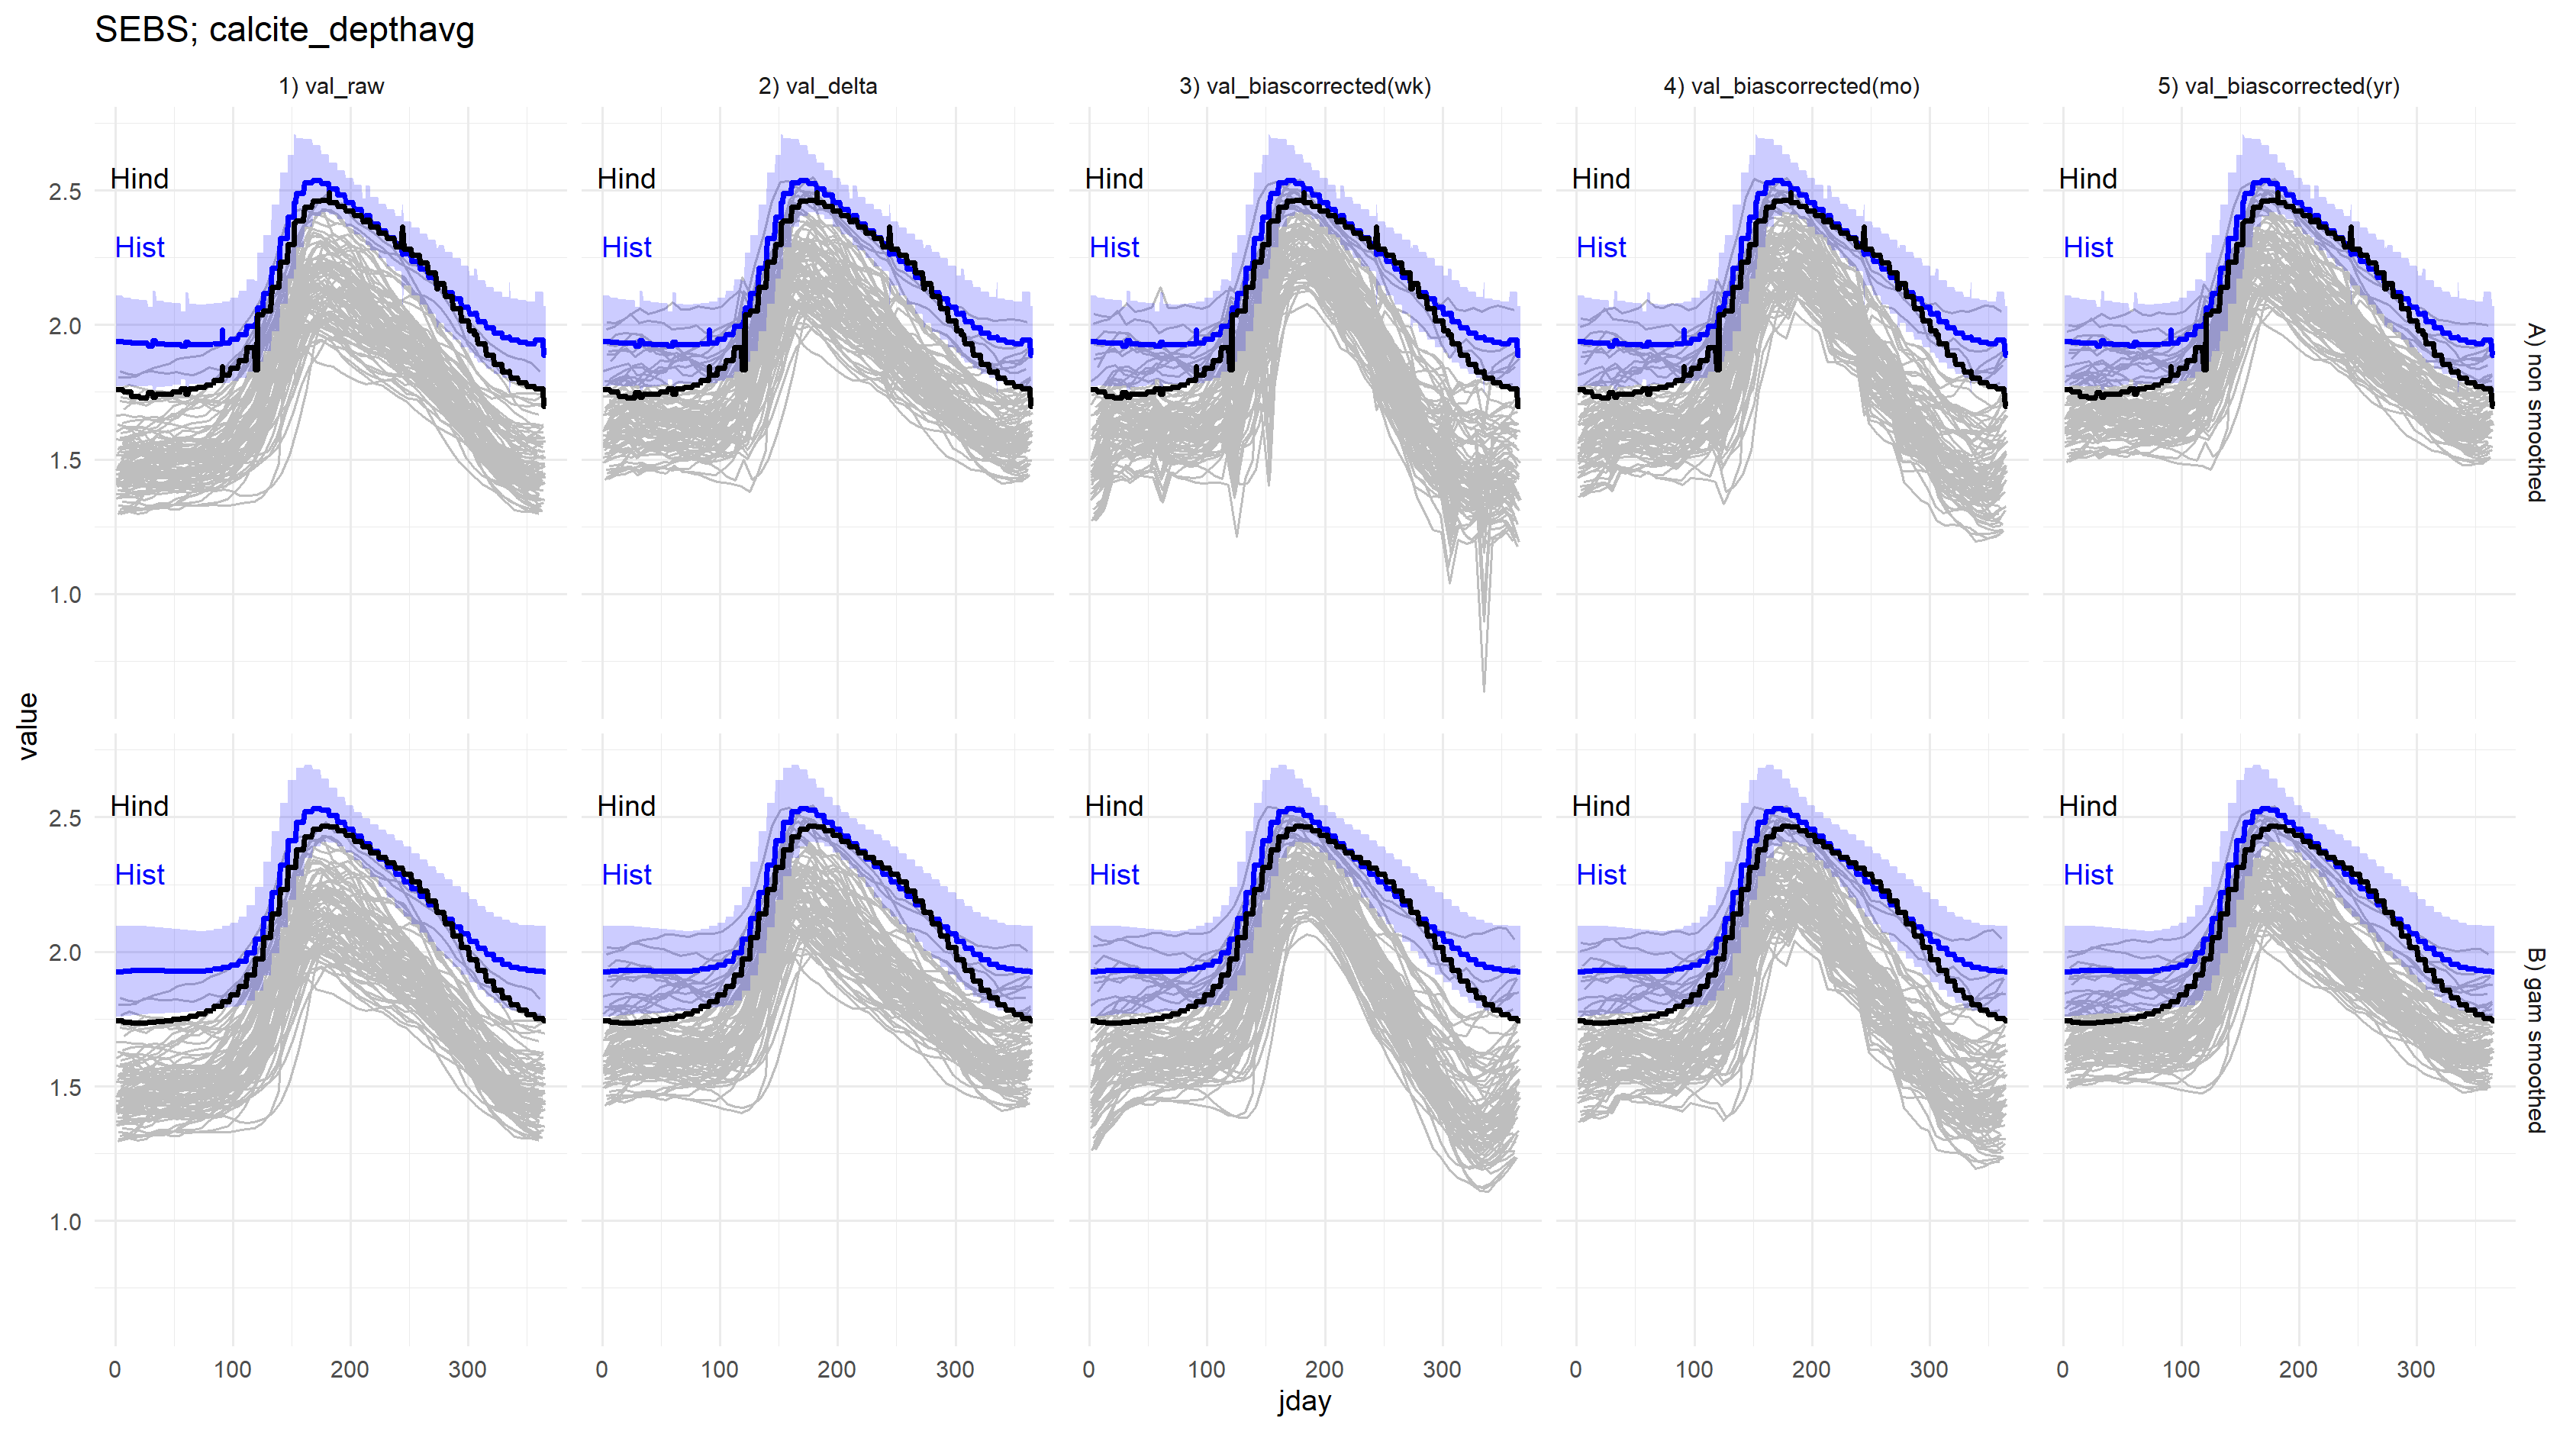 SEBS; calcite_depthavg
1) val_raw
2) val_delta
3) val_biascorrected(wk)
4) val_biascorrected(mo)
5) val_biascorrected(yr)
Hind
Hist
Hind
Hist
Hind
Hist
Hind
Hist
Hind
Hist
2.5
2.0
1.5
1.0
A) non smoothed
value
Hind
Hist
Hind
Hist
Hind
Hist
Hind
Hist
Hind
Hist
2.5
2.0
1.5
1.0
B) gam smoothed
0 100 200 300
0 100 200 300
0 100 200 300
0 100 200 300
0 100 200 300
jday